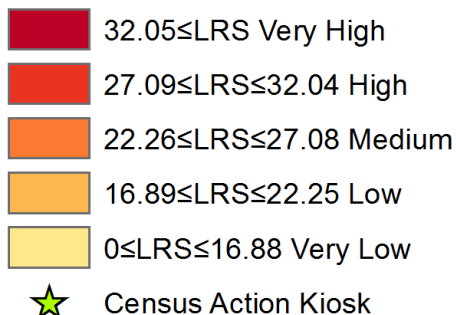 32.05≤LRS Very High
27.09≤LRS≤32.04 High
22.26≤LRS≤27.08 Medium
16.89≤LRS≤22.25 Low
0≤LRS≤16.88 Very Low
Census Action Kiosk